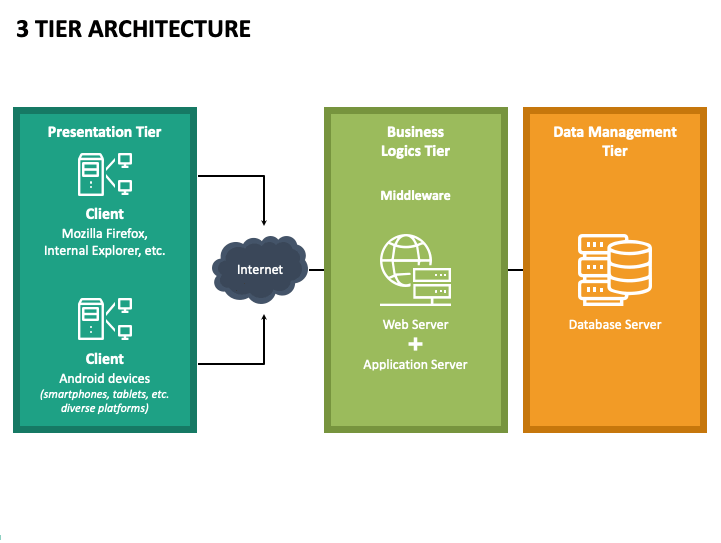 3 TIER ARCHITECTURE
Presentation Tier
Client
Mozilla Firefox,
Internal Explorer, etc.
Client
Android devices
(smartphones, tablets, etc.
diverse platforms)
Internet
Business
Logics Tier
Middleware
Web Server
+
Application Server
Data Management
Tier
Database Server